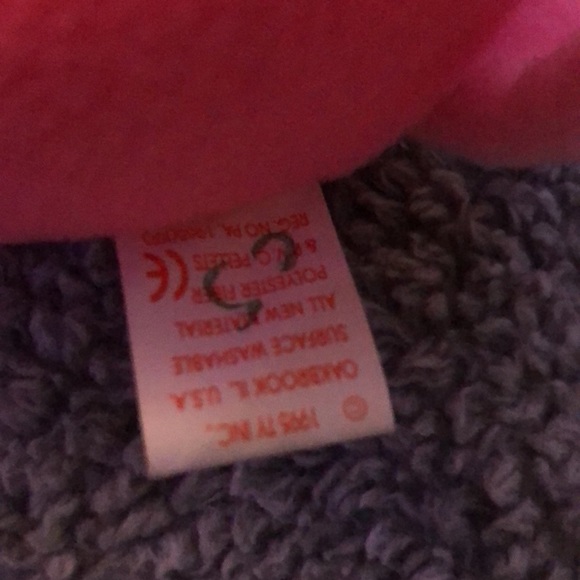 © 1995 TY INC.,
OAKBROOK IL, U.S.A.
SURFACE WASHABLE
ALL NEW MATERIAL
POLYESTER FIBER
& P.V.C. PELLETS CE
REG. NO PA.